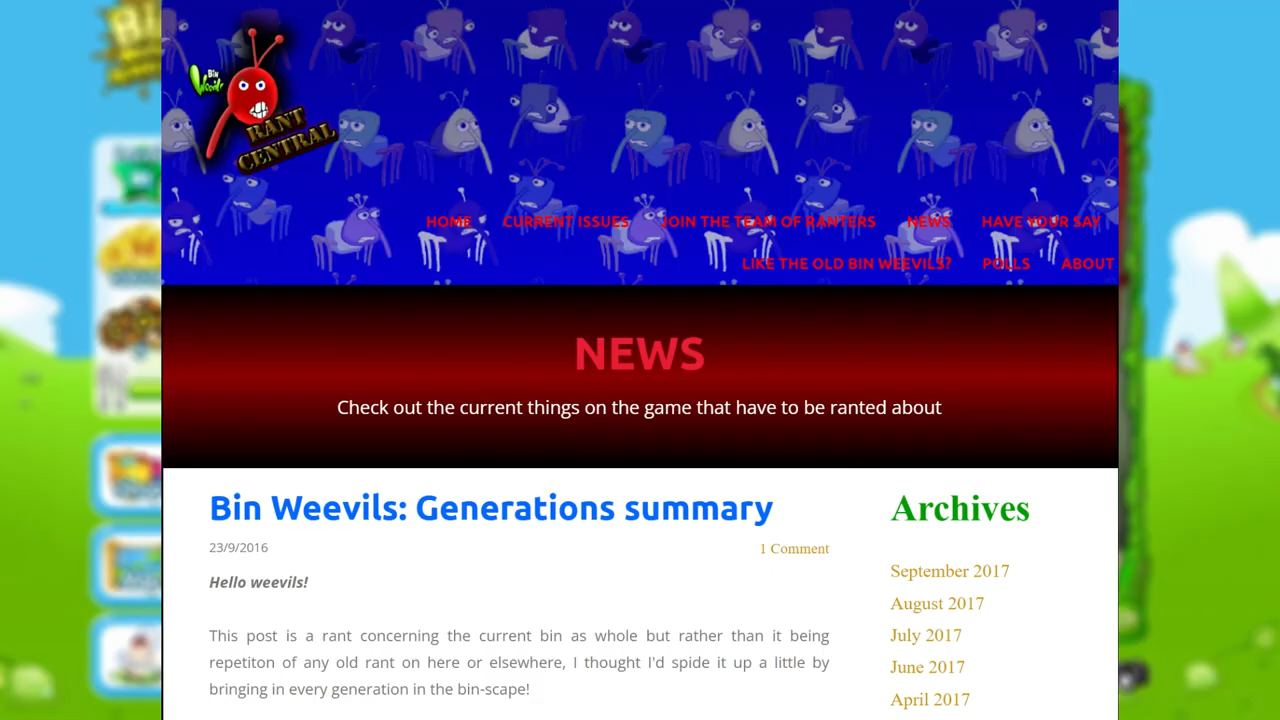 Bin
Weevils
RANT
CENTRAL
HOME CURRENT ISSUES JOIN THE TEAM OF RANTERS NEWS HAVE YOUR SAY
LIKE THE OLD BIN WEEVILS? POLLS ABOUT
NEWS
Check out the current things on the game that have to be ranted about
Bin Weevils: Generations summary
23/9/2016 1 Comment
Hello weevils!
This post is a rant concerning the current bin as whole but rather than it being
repetiton of any old rant on here or elsewhere, I thought I'd spide it up a little by
bringing in every generation in the bin-scape!
Archives
September 2017
August 2017
July 2017
June 2017
April 2017